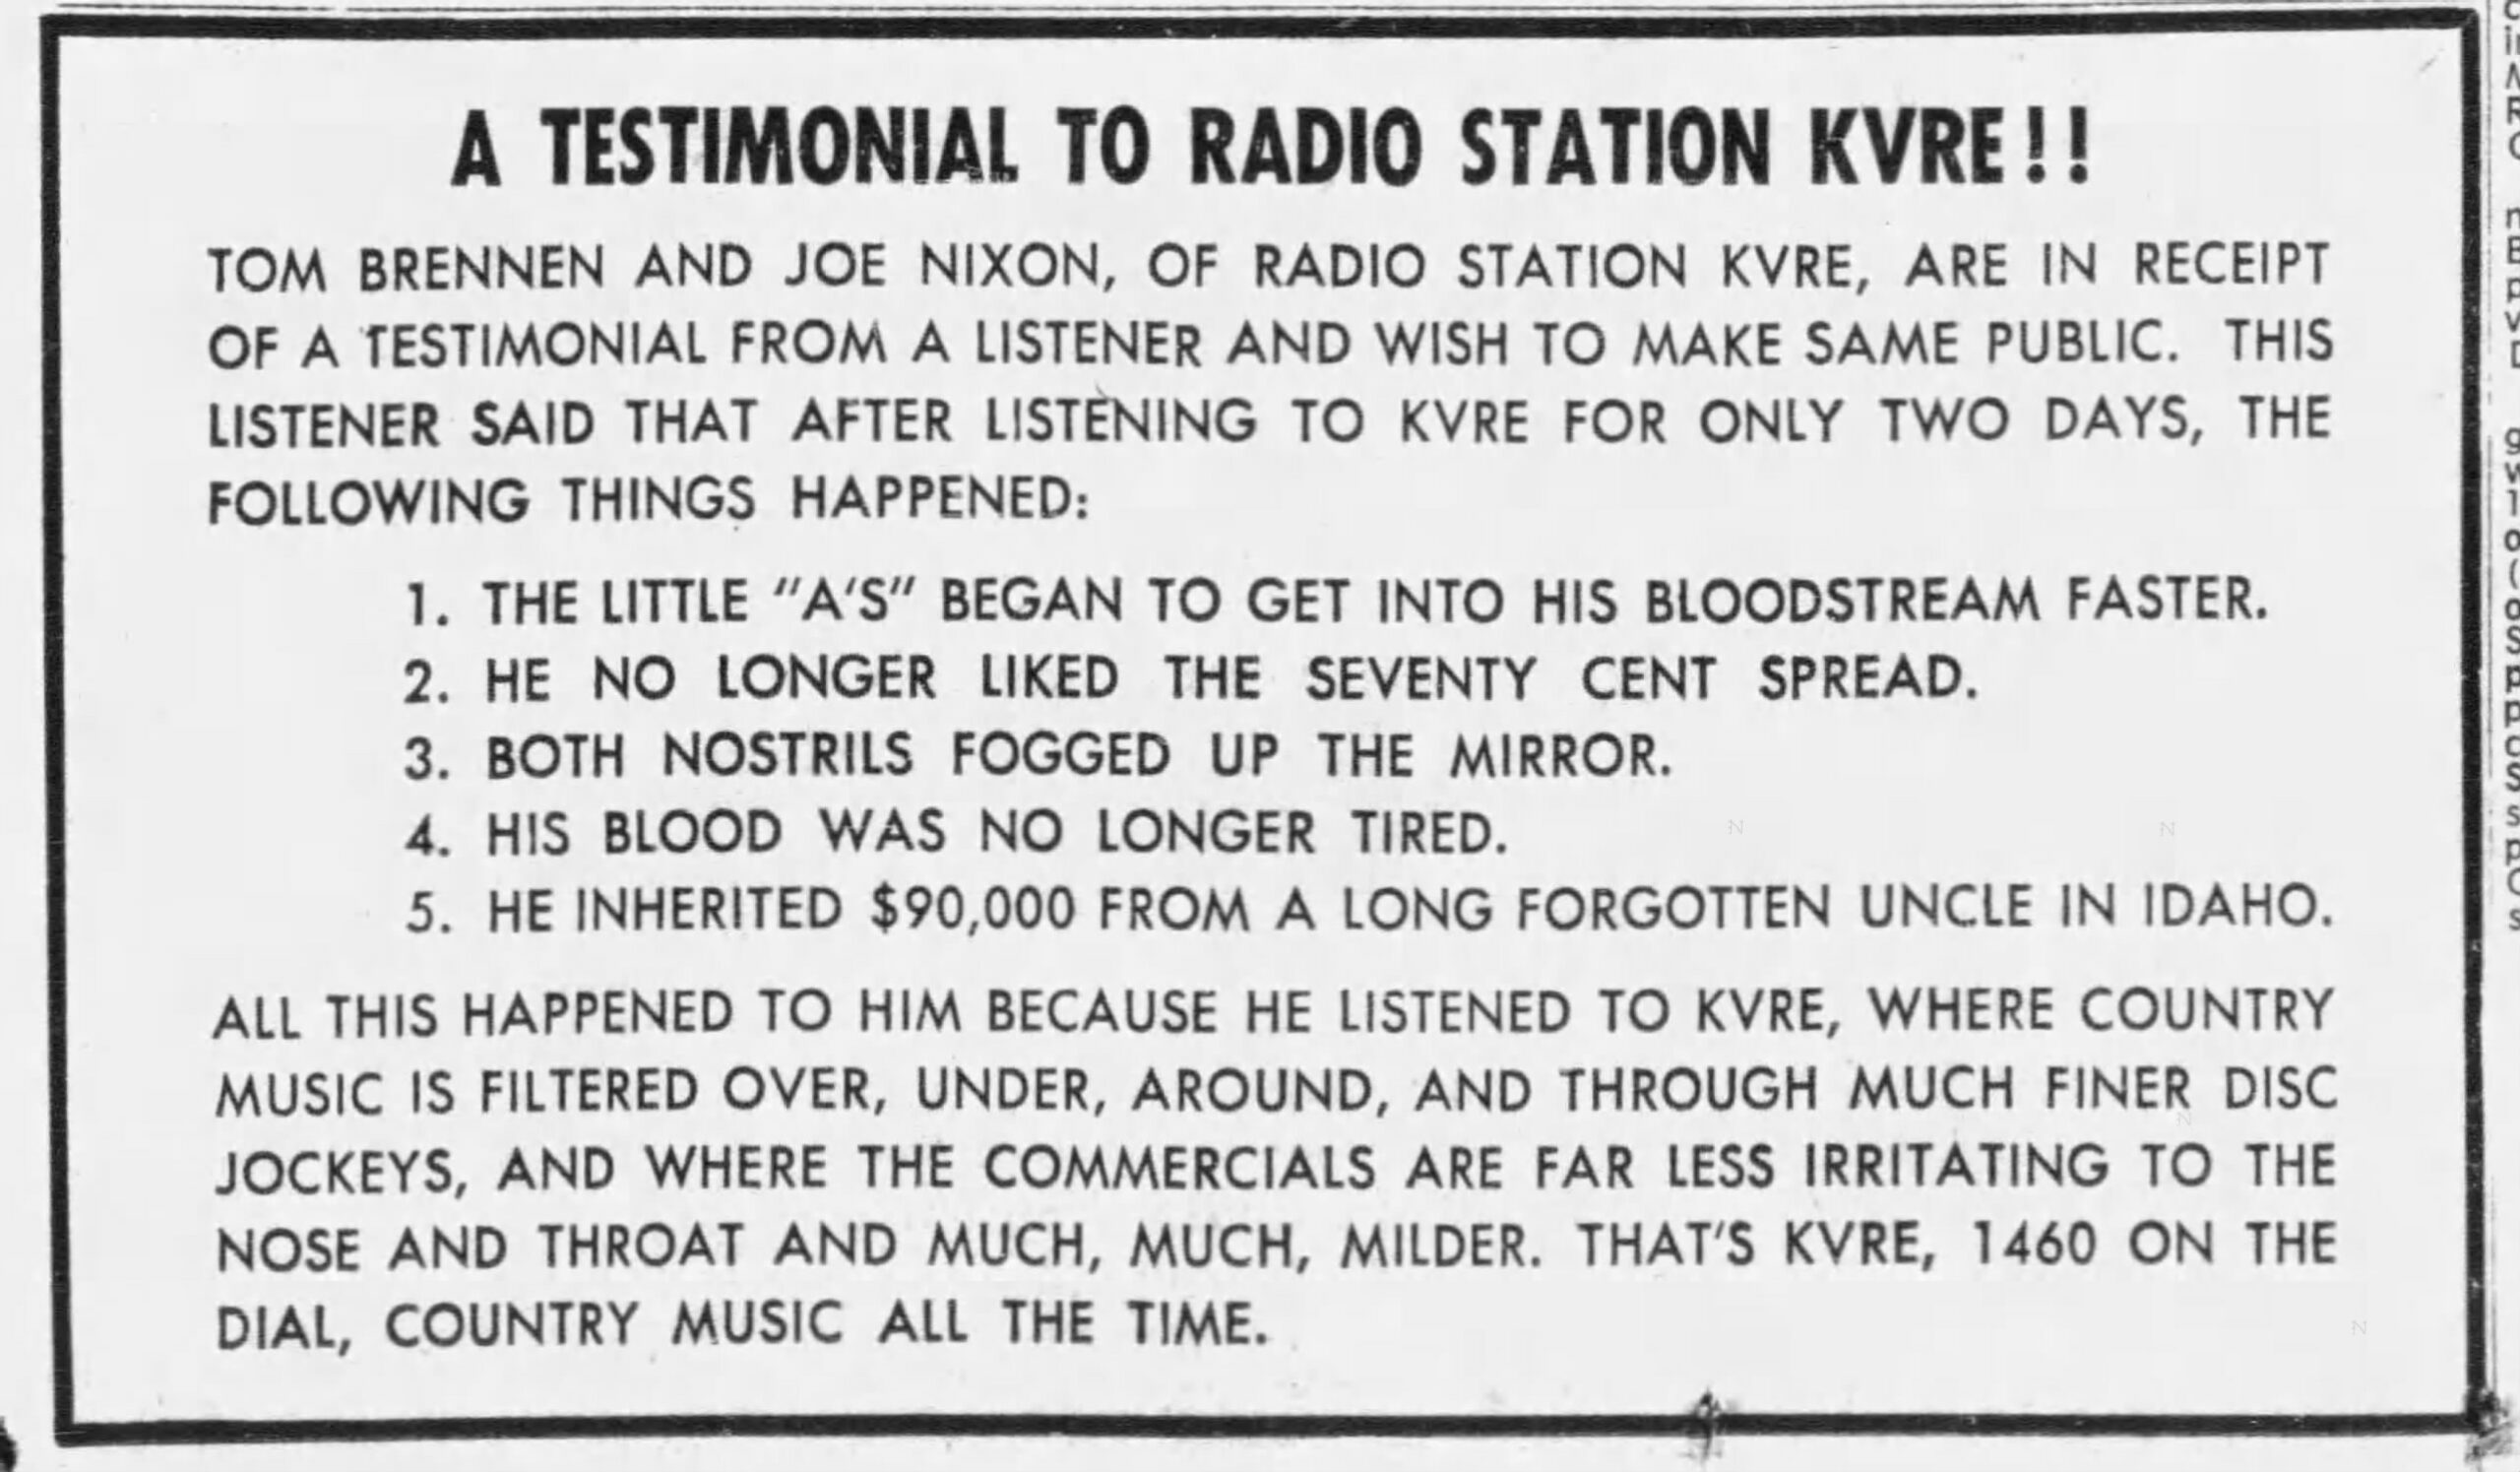 A TESTIMONIAL TO RADIO STATION KVRE!!
TOM BRENNEN AND JOE NIXON, OF RADIO STATION KVRE, ARE IN RECEIPT
OF A TESTIMONIAL FROM A LISTENER AND WISH TO MAKE SAME PUBLIC. THIS
LISTENER SAID THAT AFTER LISTENING TO KVRE FOR ONLY TWO DAYS, THE
FOLLOWING THINGS HAPPENED:
1. THE LITTLE "A'S" BEGAN TO GET INTO HIS BLOODSTREAM FASTER.
2. HE NO LONGER LIKED THE SEVENTY CENT SPREAD.
3. BOTH NOSTRILS FOGGED UP THE MIRROR.
4. HIS BLOOD WAS NO LONGER TIRED.
5. HE INHERITED $90,000 FROM A LONG FORGOTTEN UNCLE IN IDAHO.
ALL THIS HAPPENED TO HIM BECAUSE HE LISTENED TO KVRE, WHERE COUNTRY
MUSIC IS FILTERED OVER, UNDER, AROUND, AND THROUGH MUCH FINER DISC
JOCKEYS, AND WHERE THE COMMERCIALS ARE FAR LESS IRRITATING TO THE
NOSE AND THROAT AND MUCH, MUCH, MILDER. THAT'S KVRE, 1460 ON THE
DIAL, COUNTRY MUSIC ALL THE TIME.